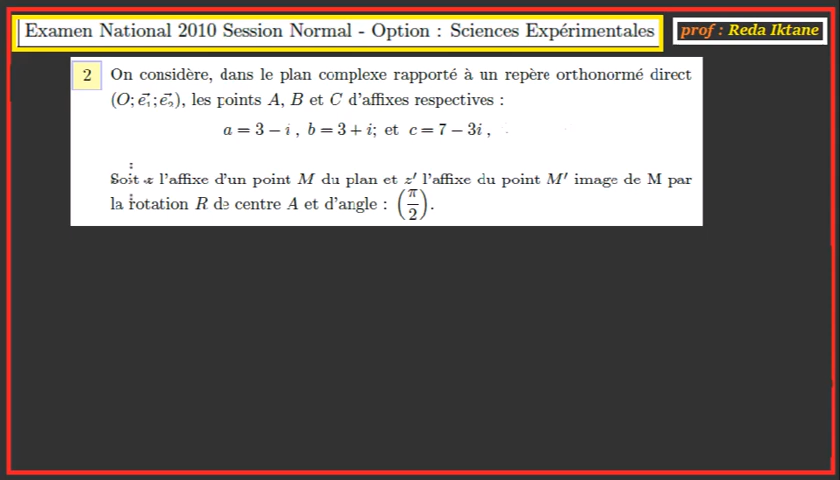 Examen National 2010 Session Normal - Option : Sciences Expérimentales
prof : Reda Iktane
2 On considère, dans le plan complexe rapporté à un repère orthonormé direct
(O; e⃗₁; e⃗₂), les points A, B et C d'affixes respectives :
a = 3 − i , b = 3 + i; et c = 7 − 3i ,
Soit z l'affixe d'un point M du plan et z′ l'affixe du point M′ image de M par
la rotation R de centre A et d'angle : (π/2).